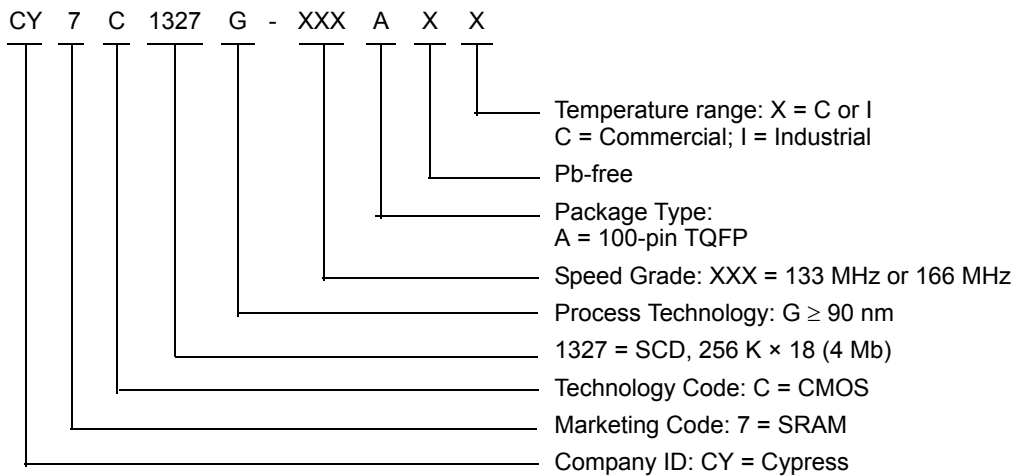 CY 7 C 1327 G - XXX A X X
Temperature range: X = C or I
C = Commercial; I = Industrial
Pb-free
Package Type:
A = 100-pin TQFP
Speed Grade: XXX = 133 MHz or 166 MHz
Process Technology: G ≥ 90 nm
1327 = SCD, 256 K × 18 (4 Mb)
Technology Code: C = CMOS
Marketing Code: 7 = SRAM
Company ID: CY = Cypress